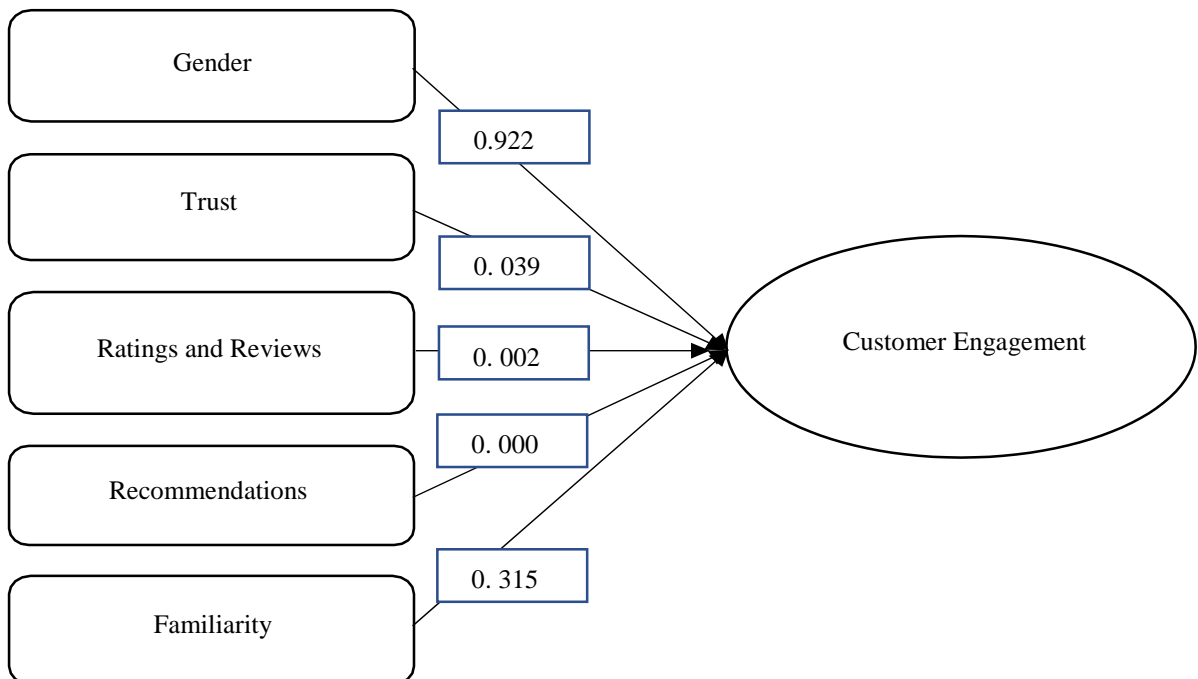 Gender
0.922
Trust
0. 039
Ratings and Reviews
0. 002
Customer Engagement
0. 000
Recommendations
0. 315
Familiarity